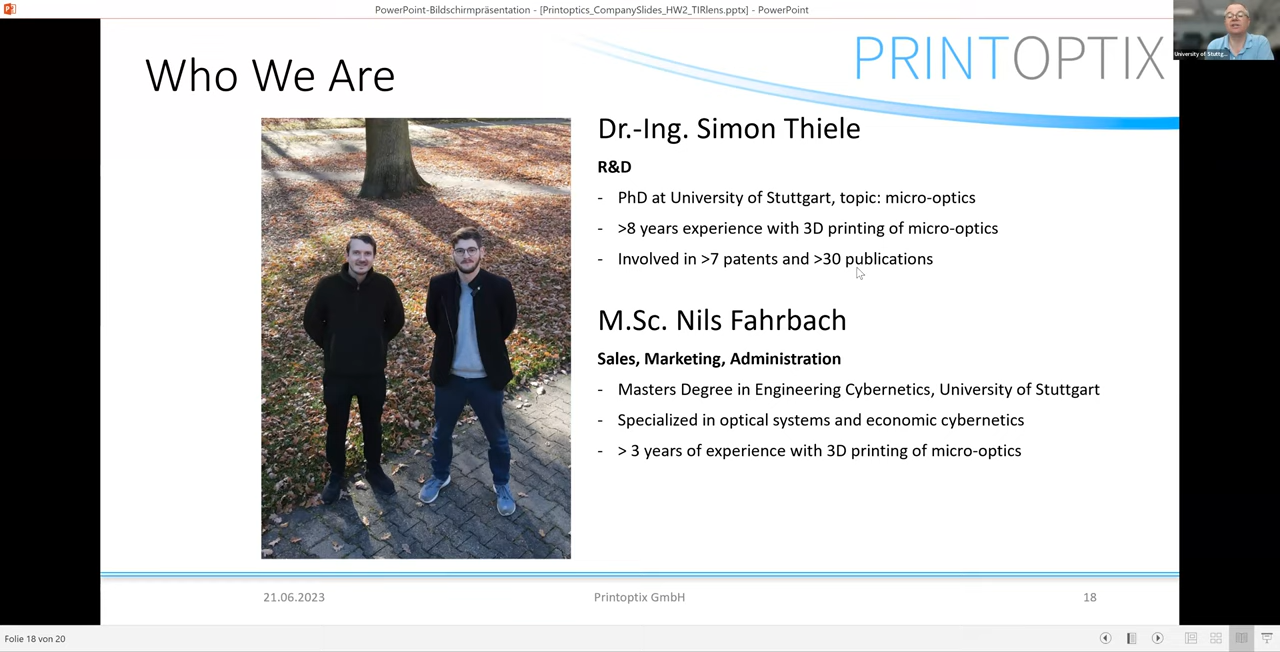 PowerPoint-Bildschirmpräsentation - [Printoptics_CompanySlides_HW2_TIRlens.pptx] - PowerPoint
University of Stuttg...
PRINTOPTIX
Who We Are
Dr.-Ing. Simon Thiele
R&D
- PhD at University of Stuttgart, topic: micro-optics
- >8 years experience with 3D printing of micro-optics
- Involved in >7 patents and >30 publications
M.Sc. Nils Fahrbach
Sales, Marketing, Administration
- Masters Degree in Engineering Cybernetics, University of Stuttgart
- Specialized in optical systems and economic cybernetics
- > 3 years of experience with 3D printing of micro-optics
21.06.2023
Printoptix GmbH
18
Folie 18 von 20